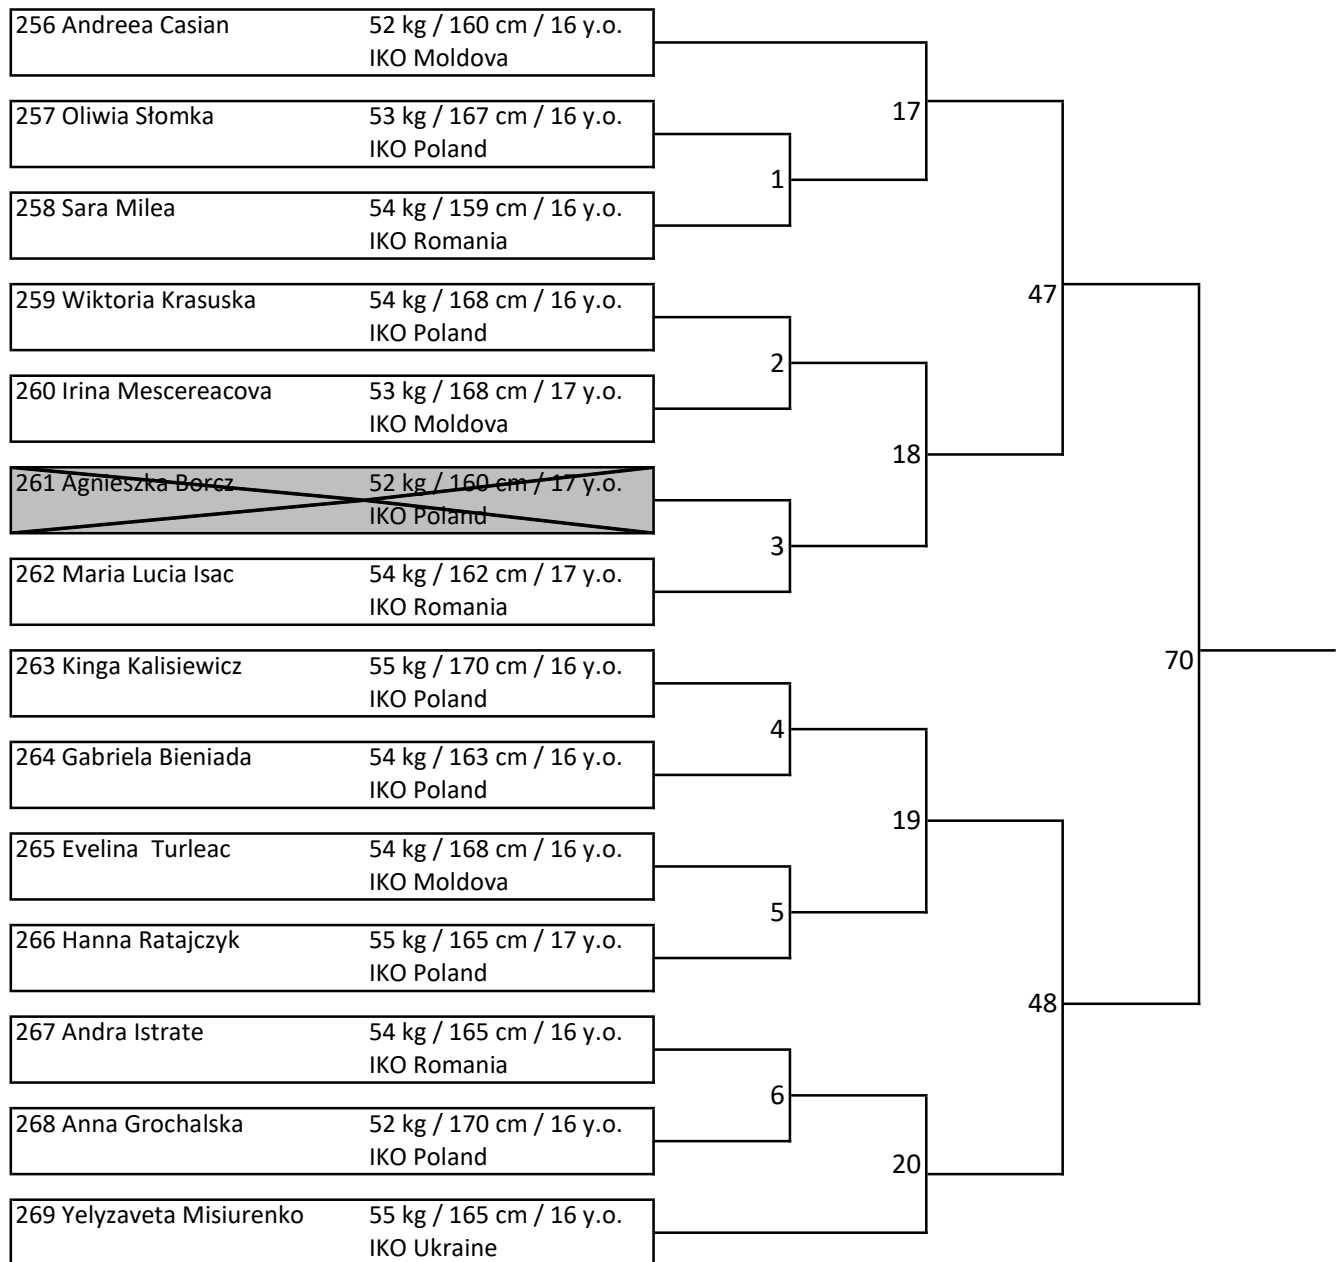 256 Andreea Casian 52 kg / 160 cm / 16 y.o.
IKO Moldova
17
257 Oliwia Słomka 53 kg / 167 cm / 16 y.o.
IKO Poland
1
258 Sara Milea 54 kg / 159 cm / 16 y.o.
IKO Romania
259 Wiktoria Krasuska 54 kg / 168 cm / 16 y.o.
47
IKO Poland
2
260 Irina Mescereacova 53 kg / 168 cm / 17 y.o.
IKO Moldova
18
261 Agnieszka Borcz 52 kg / 160 cm / 17 y.o.
IKO Poland
3
262 Maria Lucia Isac 54 kg / 162 cm / 17 y.o.
IKO Romania
70
263 Kinga Kalisiewicz 55 kg / 170 cm / 16 y.o.
IKO Poland
4
264 Gabriela Bieniada 54 kg / 163 cm / 16 y.o.
IKO Poland
19
265 Evelina  Turleac 54 kg / 168 cm / 16 y.o.
IKO Moldova
5
266 Hanna Ratajczyk 55 kg / 165 cm / 17 y.o.
IKO Poland
48
267 Andra Istrate 54 kg / 165 cm / 16 y.o.
IKO Romania
6
268 Anna Grochalska 52 kg / 170 cm / 16 y.o.
IKO Poland
20
269 Yelyzaveta Misiurenko 55 kg / 165 cm / 16 y.o.
IKO Ukraine